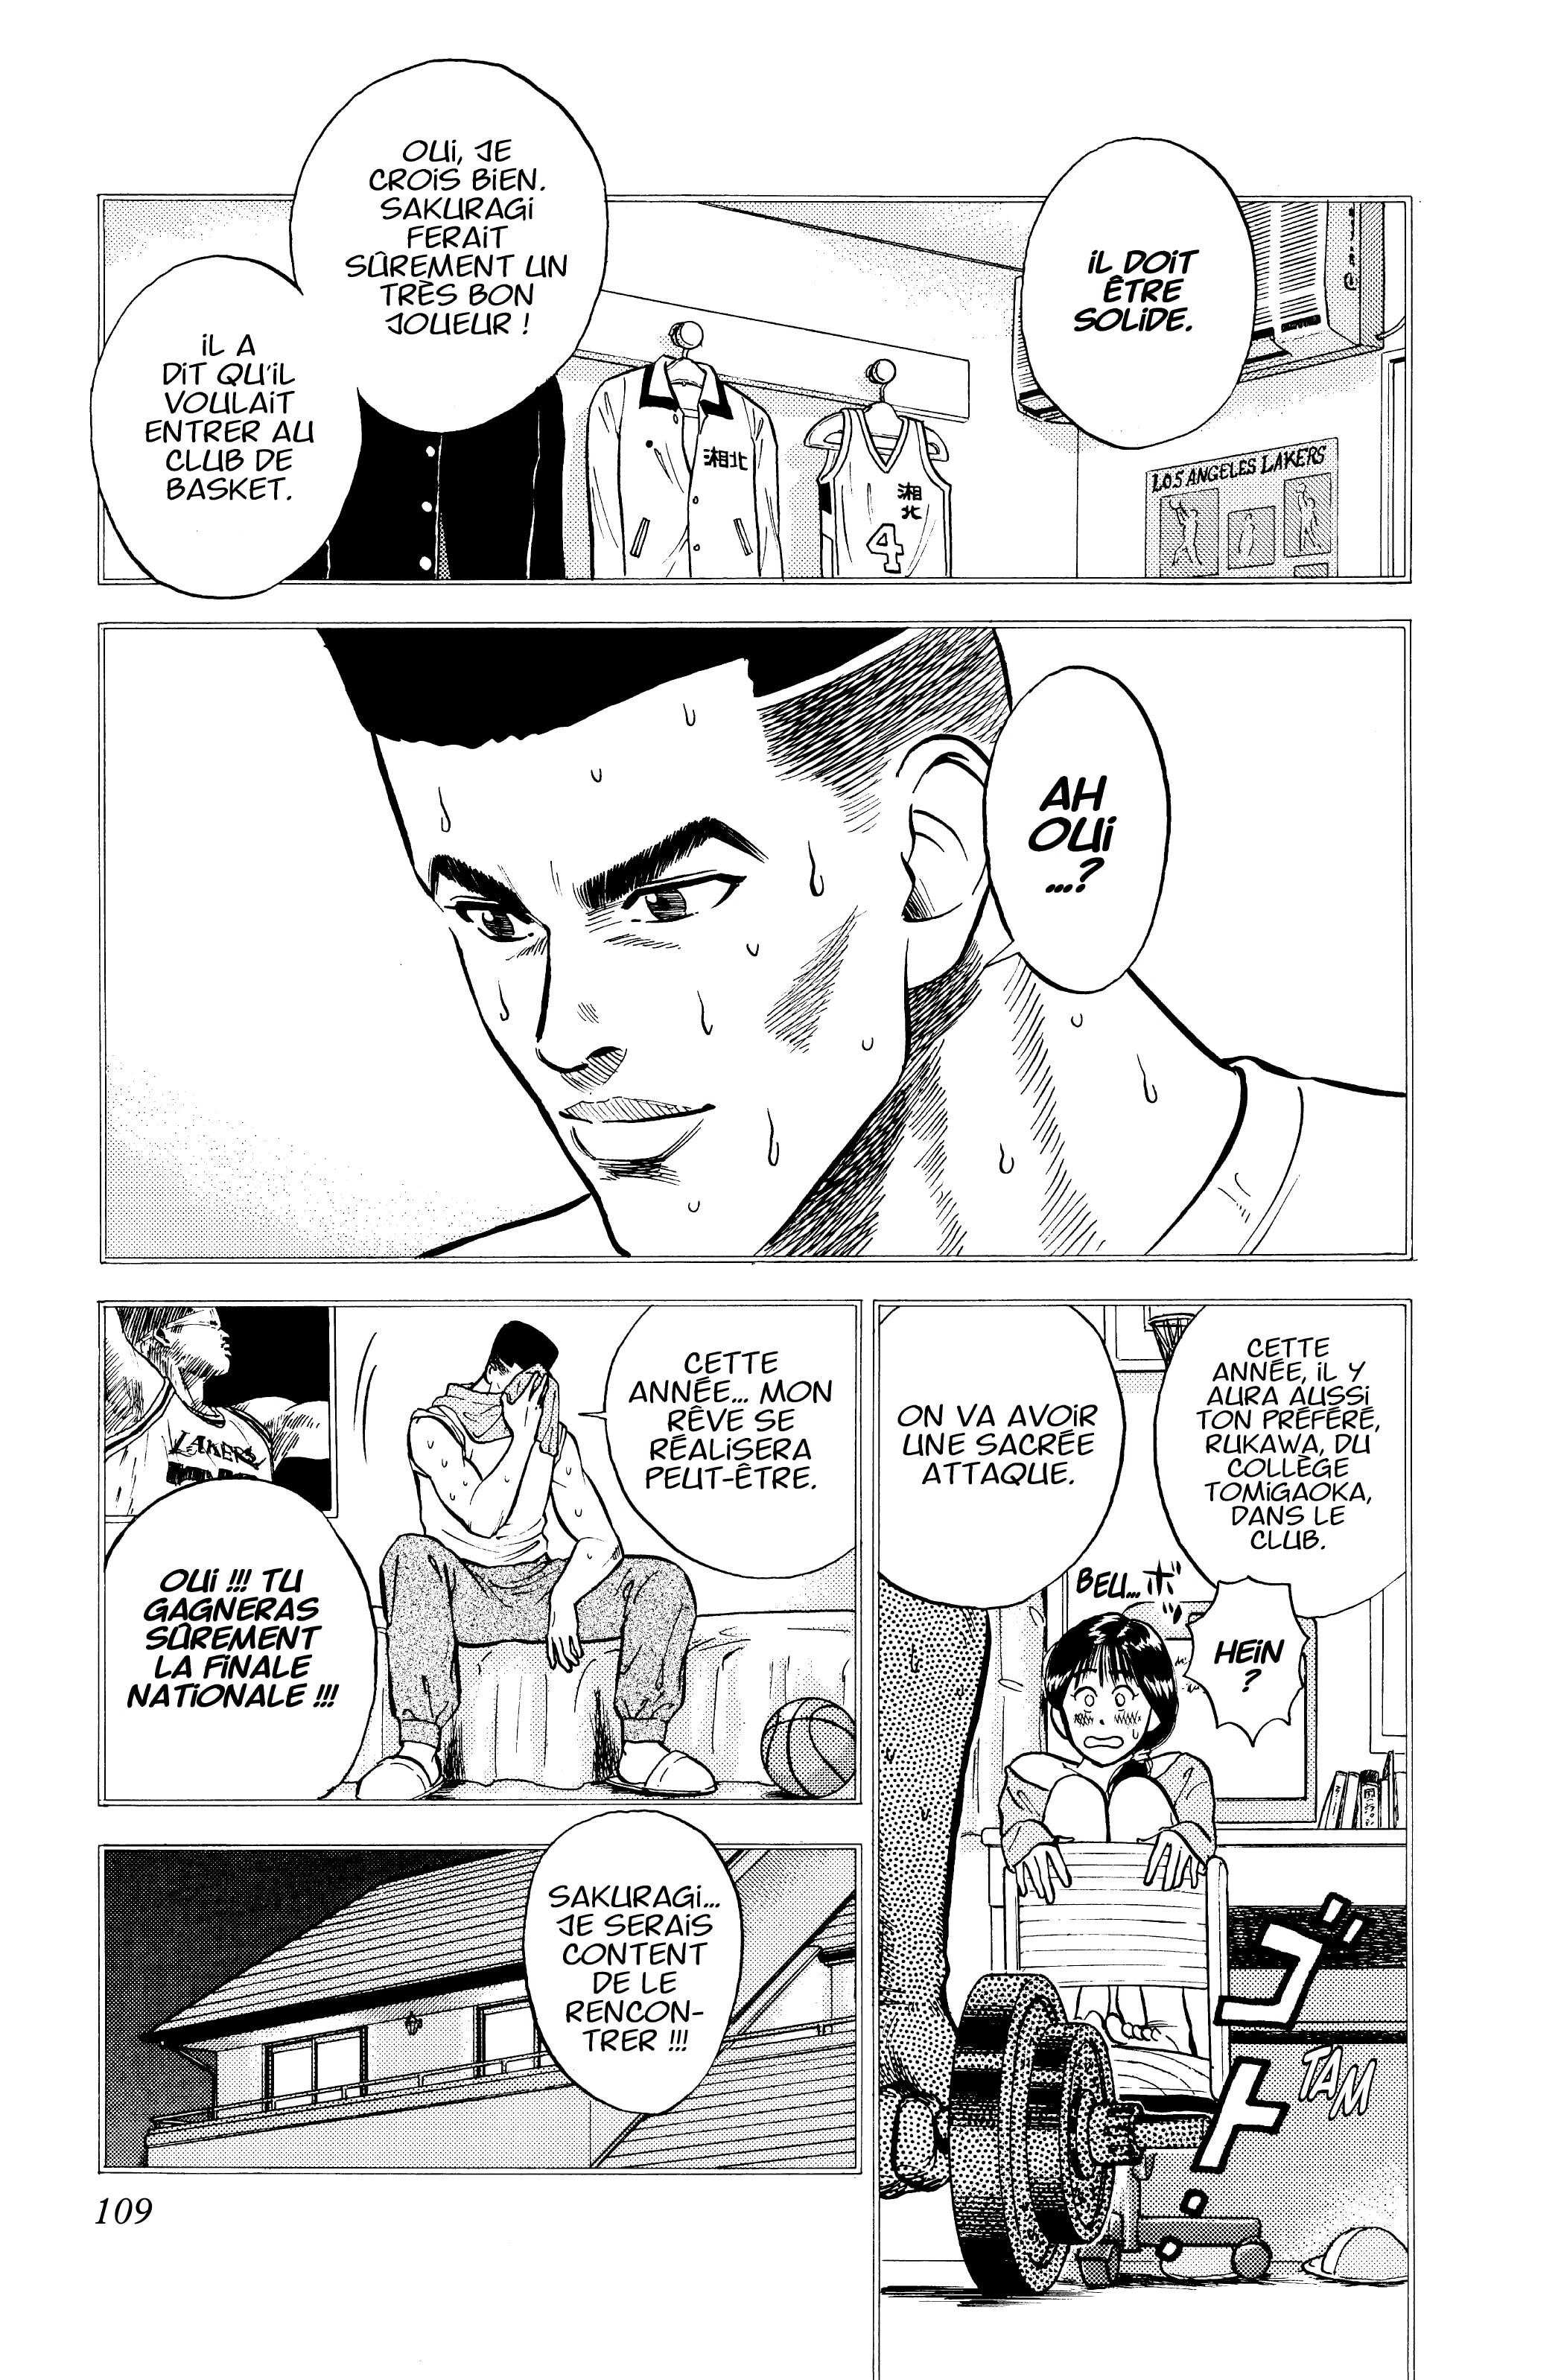 IL DOIT
ÊTRE
SOLIDE.
OUI, JE
CROIS BIEN.
SAKURAGI
FERAIT
SÛREMENT UN
TRÈS BON
JOUEUR !
IL A
DIT QU'IL
VOULAIT
ENTRER AU
CLUB DE
BASKET.
湘北
湘
北
4
LOS ANGELES LAKERS
AH
OUI
...?
CETTE
ANNÉE, IL Y
AURA AUSSI
TON PRÉFÉRÉ,
RUKAWA, DU
COLLÈGE
TOMIGAOKA,
DANS LE
CLUB.
ON VA AVOIR
UNE SACRÉE
ATTAQUE.
BEU... ボッ
HEIN
?
ゴトッ
TAM
CETTE
ANNÉE... MON
RÊVE SE
RÉALISERA
PEUT-ÊTRE.
LAKERS
OUI !!! TU
GAGNERAS
SÛREMENT
LA FINALE
NATIONALE !!!
SAKURAGI...
JE SERAIS
CONTENT
DE LE
RENCON-
TRER !!!
109